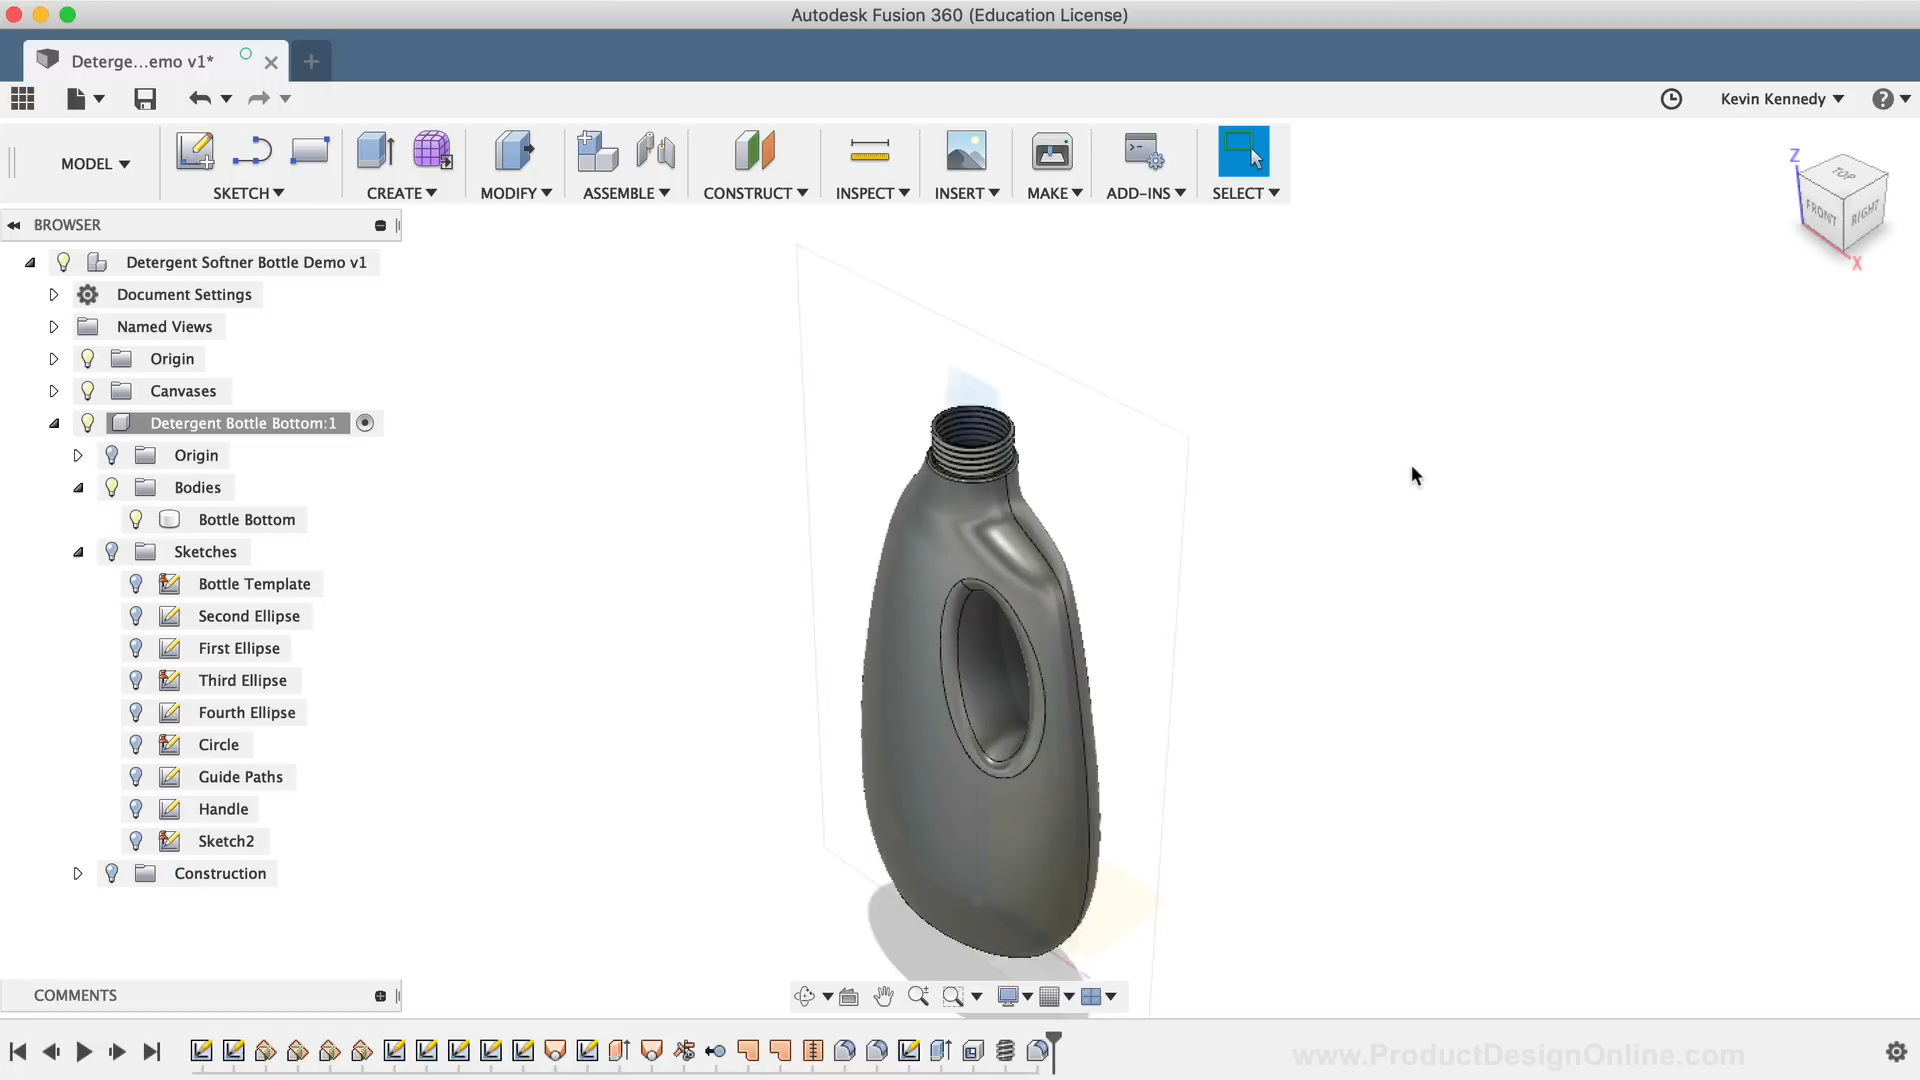 Autodesk Fusion 360 (Education License)
Deterge...emo v1*
Kevin Kennedy
MODEL
SKETCH
CREATE
MODIFY
ASSEMBLE
CONSTRUCT
INSPECT
INSERT
MAKE
ADD-INS
SELECT
Z
TOP
FRONT
RIGHT
X
BROWSER
Detergent Softner Bottle Demo v1
Document Settings
Named Views
Origin
Canvases
Detergent Bottle Bottom:1
Origin
Bodies
Bottle Bottom
Sketches
Bottle Template
Second Ellipse
First Ellipse
Third Ellipse
Fourth Ellipse
Circle
Guide Paths
Handle
Sketch2
Construction
COMMENTS
www.ProductDesignOnline.com